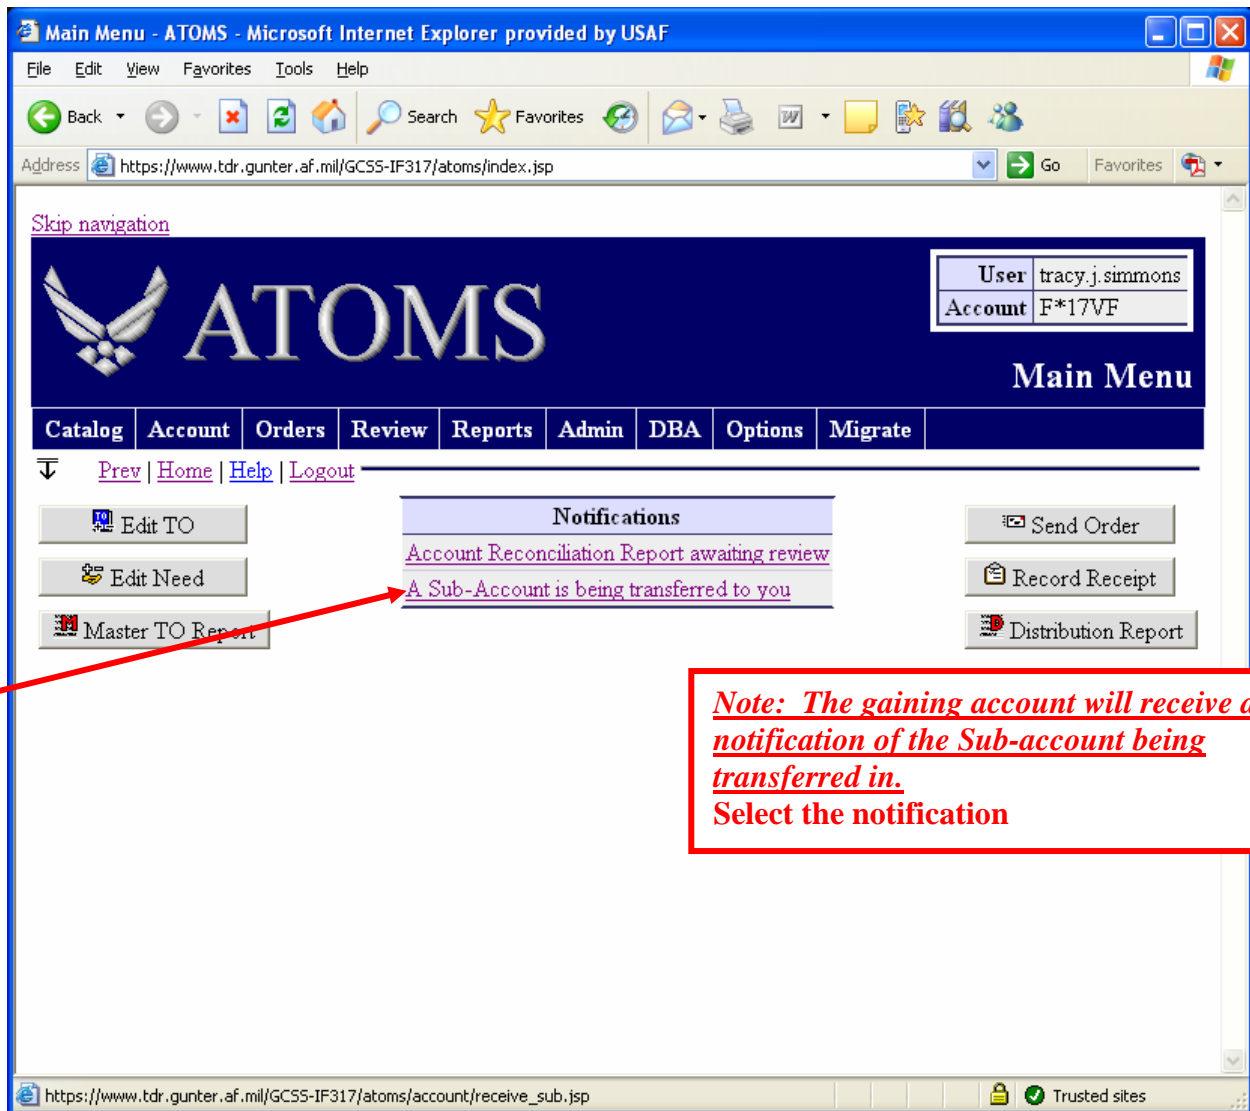 Main Menu - ATOMS - Microsoft Internet Explorer provided by USAF
File Edit View Favorites Tools Help
Back Search Favorites
Address https://www.tdr.gunter.af.mil/GCSS-IF317/atoms/index.jsp Go Favorites
Skip navigation
ATOMS
User tracy.j.simmons
Account F*17VF
Main Menu
Catalog Account Orders Review Reports Admin DBA Options Migrate
Prev | Home | Help | Logout
Notifications
Edit TO
Send Order
Account Reconciliation Report awaiting review
Edit Need
A Sub-Account is being transferred to you
Record Receipt
Master TO Report
Distribution Report
Note: The gaining account will receive a
notification of the Sub-account being
transferred in.
Select the notification
https://www.tdr.gunter.af.mil/GCSS-IF317/atoms/account/receive_sub.jsp Trusted sites